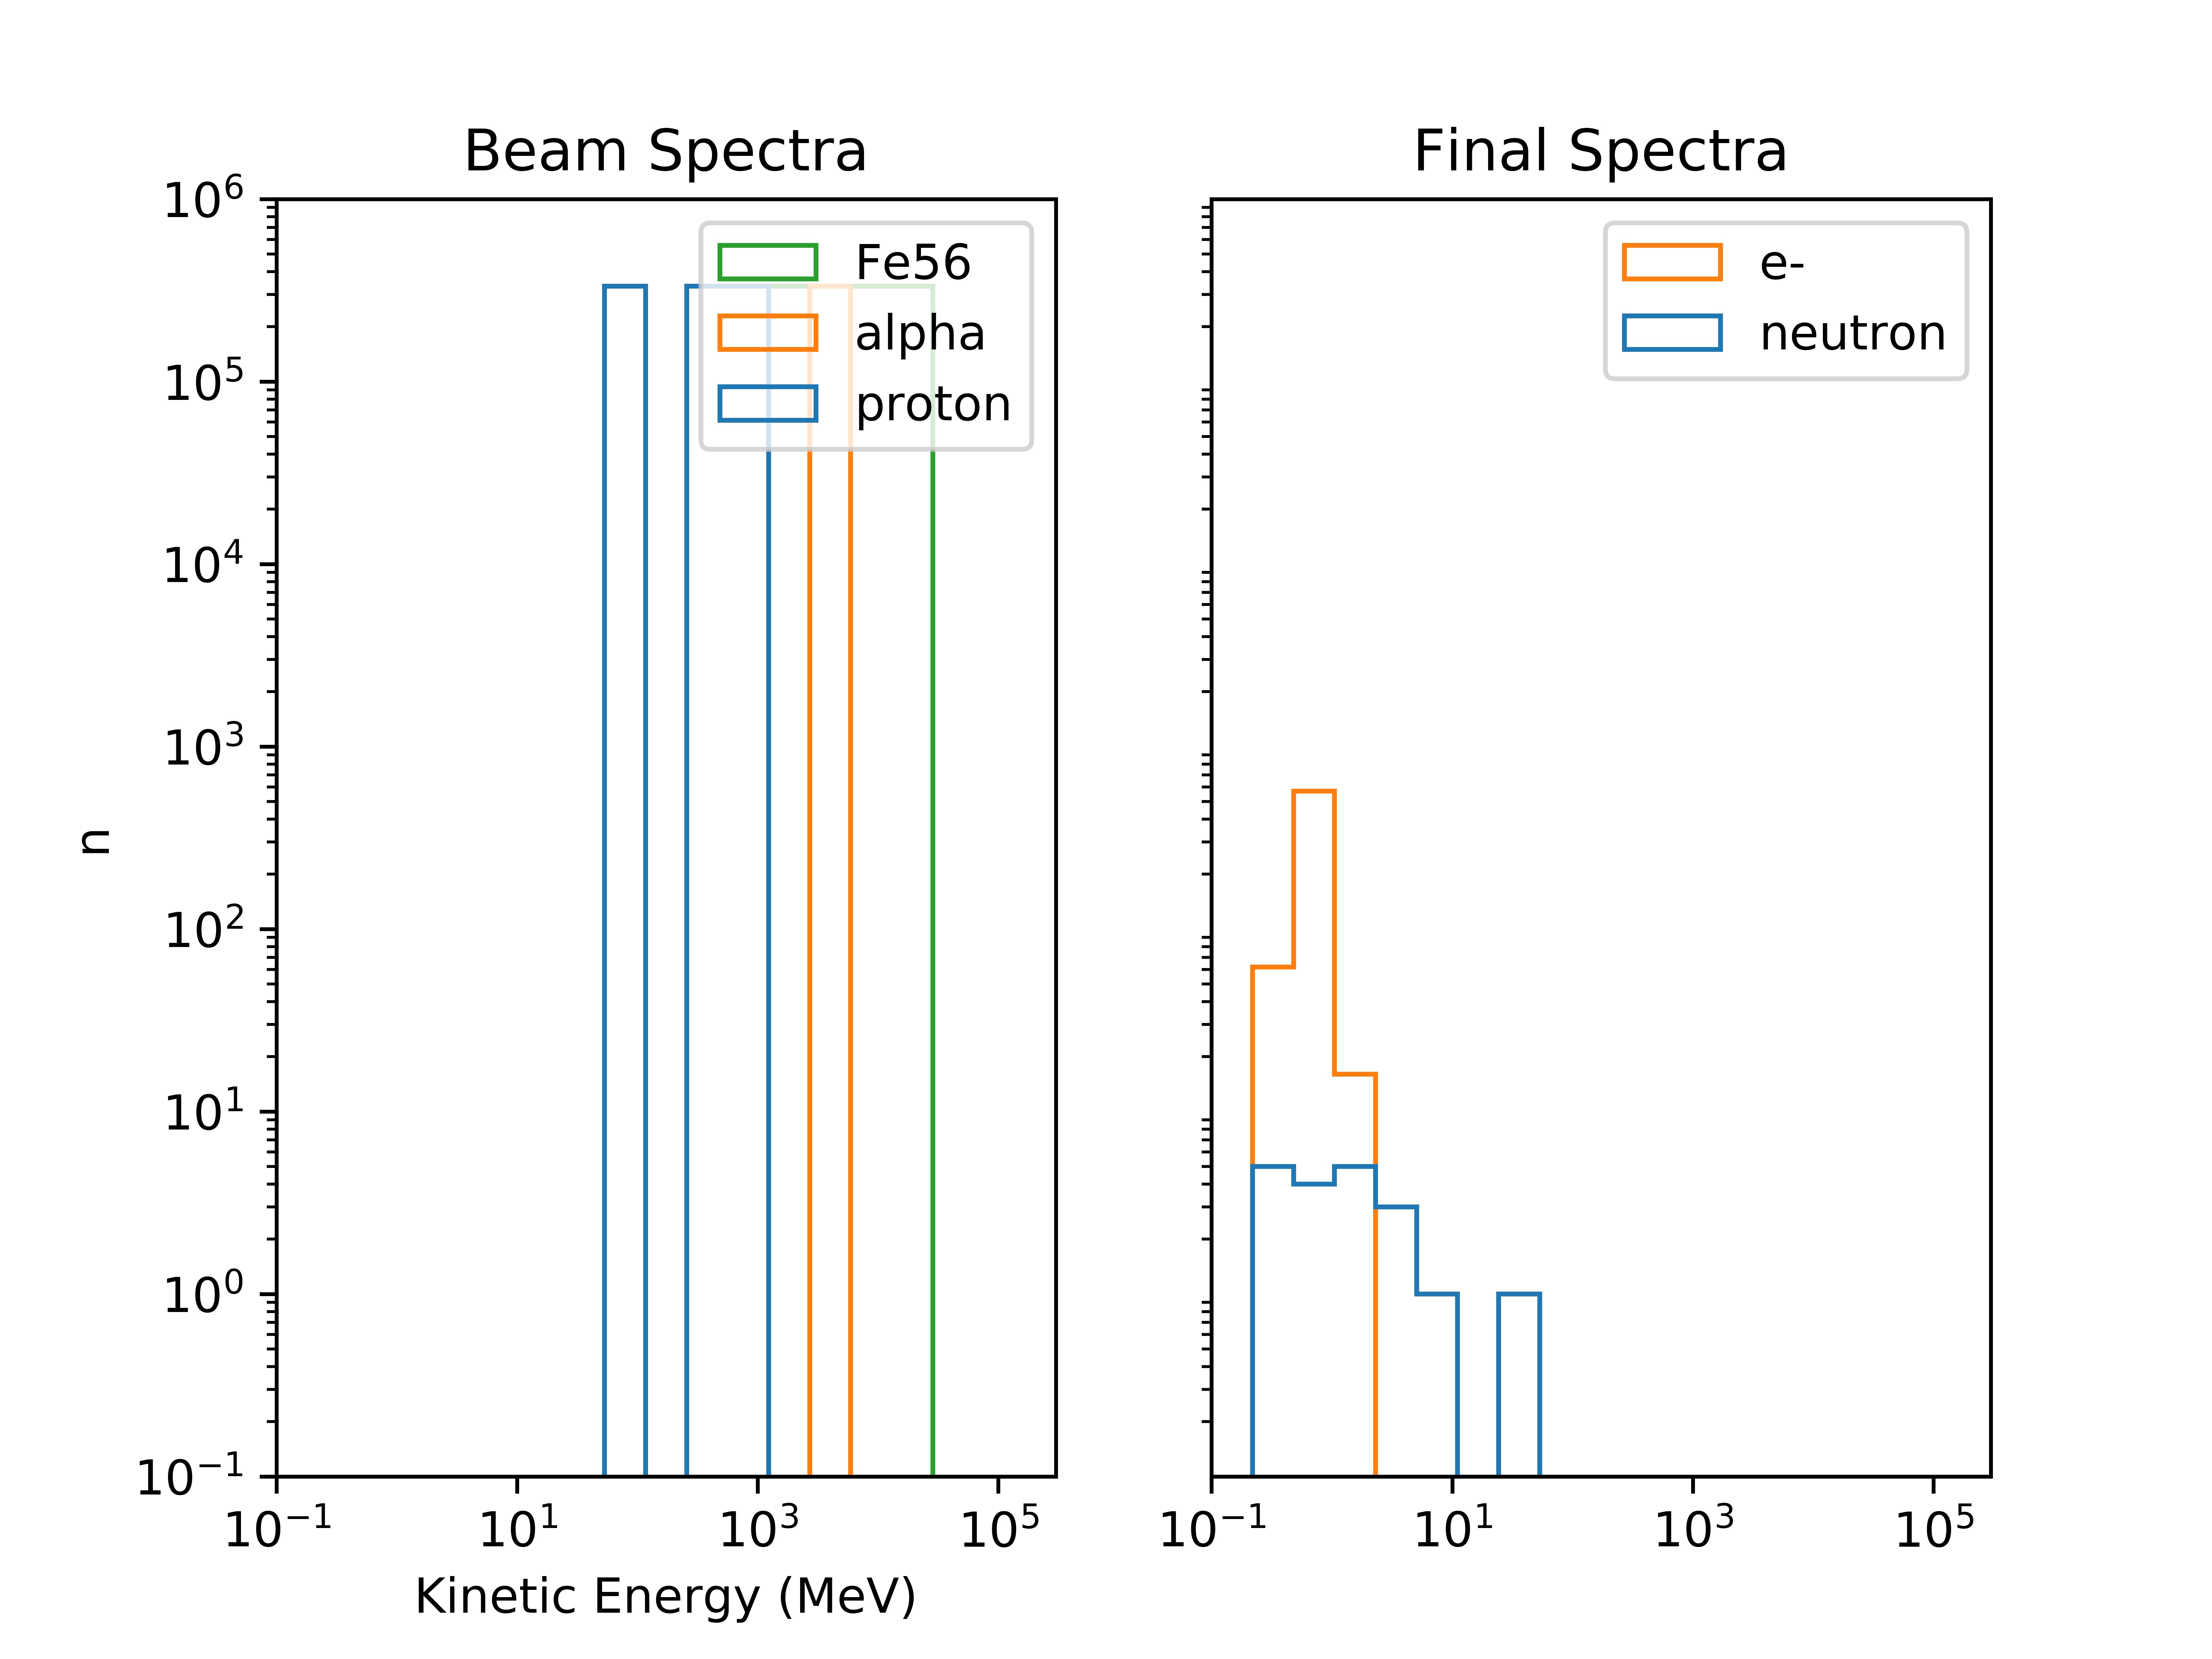 Beam Spectra
Final Spectra
Fe56
alpha
proton
e-
neutron
n
10⁶
10⁵
10⁴
10³
10²
10¹
10⁰
10⁻¹
10⁻¹ 10¹ 10³ 10⁵
10⁻¹ 10¹ 10³ 10⁵
Kinetic Energy (MeV)